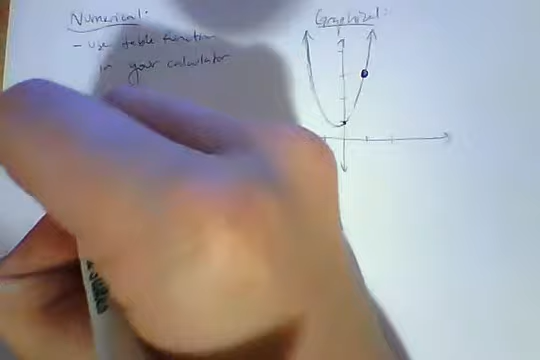 Numerical:
- use table function
in your calculator
Graphical: